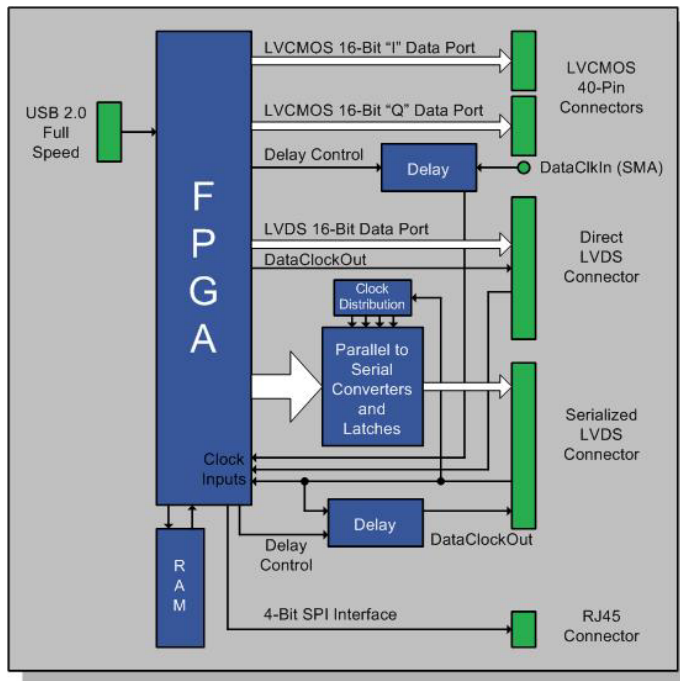 LVCMOS 16-Bit “I” Data Port
LVCMOS
40-Pin
Connectors
USB 2.0
Full
Speed
LVCMOS 16-Bit “Q” Data Port
Delay Control
Delay
DataClkIn (SMA)
F
P
G
A
LVDS 16-Bit Data Port
DataClockOut
Direct
LVDS
Connector
Clock
Distribution
Parallel to
Serial
Converters
and
Latches
Serialized
LVDS
Connector
Clock
Inputs
Delay
Delay
Control
DataClockOut
R
A
M
4-Bit SPI Interface
RJ45
Connector